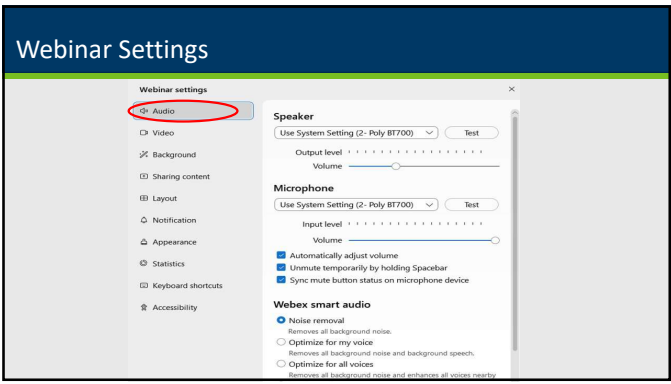 Webinar Settings
Webinar settings
Audio
Video
Background
Sharing content
Layout
Notification
Appearance
Statistics
Keyboard shortcuts
Accessibility
Speaker
Use System Setting (2- Poly BT700) Test
Output level
Volume
Microphone
Use System Setting (2- Poly BT700) Test
Input level
Volume
Automatically adjust volume
Unmute temporarily by holding Spacebar
Sync mute button status on microphone device
Webex smart audio
Noise removal
Removes all background noise.
Optimize for my voice
Removes all background noise and background speech.
Optimize for all voices
Removes all background noise and enhances all voices nearby